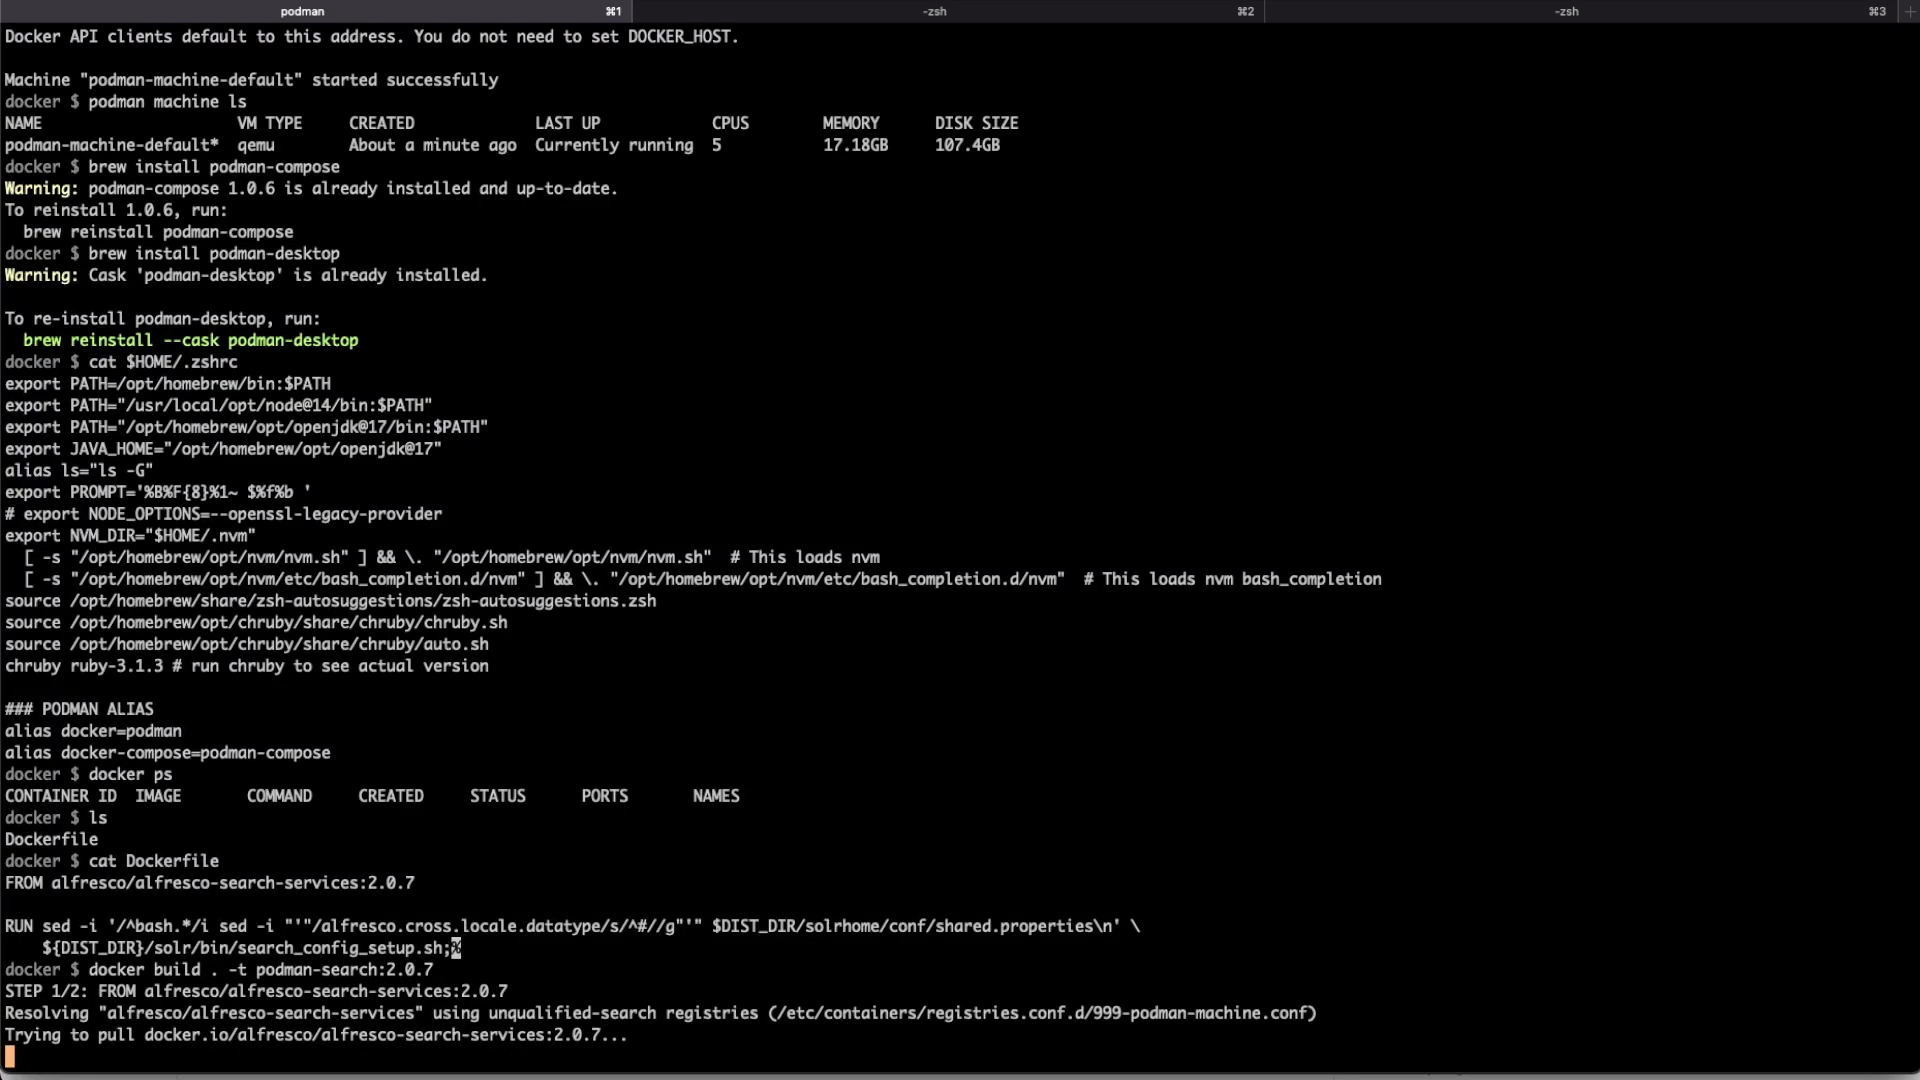 podman ⌘1 -zsh ⌘2 -zsh ⌘3 +
Docker API clients default to this address. You do not need to set DOCKER_HOST.
Machine "podman-machine-default" started successfully
docker $ podman machine ls
NAME VM TYPE CREATED LAST UP CPUS MEMORY DISK SIZE
podman-machine-default* qemu About a minute ago Currently running 5 17.18GB 107.4GB
docker $ brew install podman-compose
Warning: podman-compose 1.0.6 is already installed and up-to-date.
To reinstall 1.0.6, run:
  brew reinstall podman-compose
docker $ brew install podman-desktop
Warning: Cask 'podman-desktop' is already installed.
To re-install podman-desktop, run:
  brew reinstall --cask podman-desktop
docker $ cat $HOME/.zshrc
export PATH=/opt/homebrew/bin:$PATH
export PATH="/usr/local/opt/node@14/bin:$PATH"
export PATH="/opt/homebrew/opt/openjdk@17/bin:$PATH"
export JAVA_HOME="/opt/homebrew/opt/openjdk@17"
alias ls="ls -G"
export PROMPT='%B%F{8}%1~ $%f%b '
# export NODE_OPTIONS=--openssl-legacy-provider
export NVM_DIR="$HOME/.nvm"
  [ -s "/opt/homebrew/opt/nvm/nvm.sh" ] && \. "/opt/homebrew/opt/nvm/nvm.sh"  # This loads nvm
  [ -s "/opt/homebrew/opt/nvm/etc/bash_completion.d/nvm" ] && \. "/opt/homebrew/opt/nvm/etc/bash_completion.d/nvm"  # This loads nvm bash_completion
source /opt/homebrew/share/zsh-autosuggestions/zsh-autosuggestions.zsh
source /opt/homebrew/opt/chruby/share/chruby/chruby.sh
source /opt/homebrew/opt/chruby/share/chruby/auto.sh
chruby ruby-3.1.3 # run chruby to see actual version
### PODMAN ALIAS
alias docker=podman
alias docker-compose=podman-compose
docker $ docker ps
CONTAINER ID IMAGE COMMAND CREATED STATUS PORTS NAMES
docker $ ls
Dockerfile
docker $ cat Dockerfile
FROM alfresco/alfresco-search-services:2.0.7
RUN sed -i '/^bash.*/i sed -i "'"/alfresco.cross.locale.datatype/s/^#//g"'" $DIST_DIR/solrhome/conf/shared.properties\n' \
    ${DIST_DIR}/solr/bin/search_config_setup.sh;%
docker $ docker build . -t podman-search:2.0.7
STEP 1/2: FROM alfresco/alfresco-search-services:2.0.7
Resolving "alfresco/alfresco-search-services" using unqualified-search registries (/etc/containers/registries.conf.d/999-podman-machine.conf)
Trying to pull docker.io/alfresco/alfresco-search-services:2.0.7...